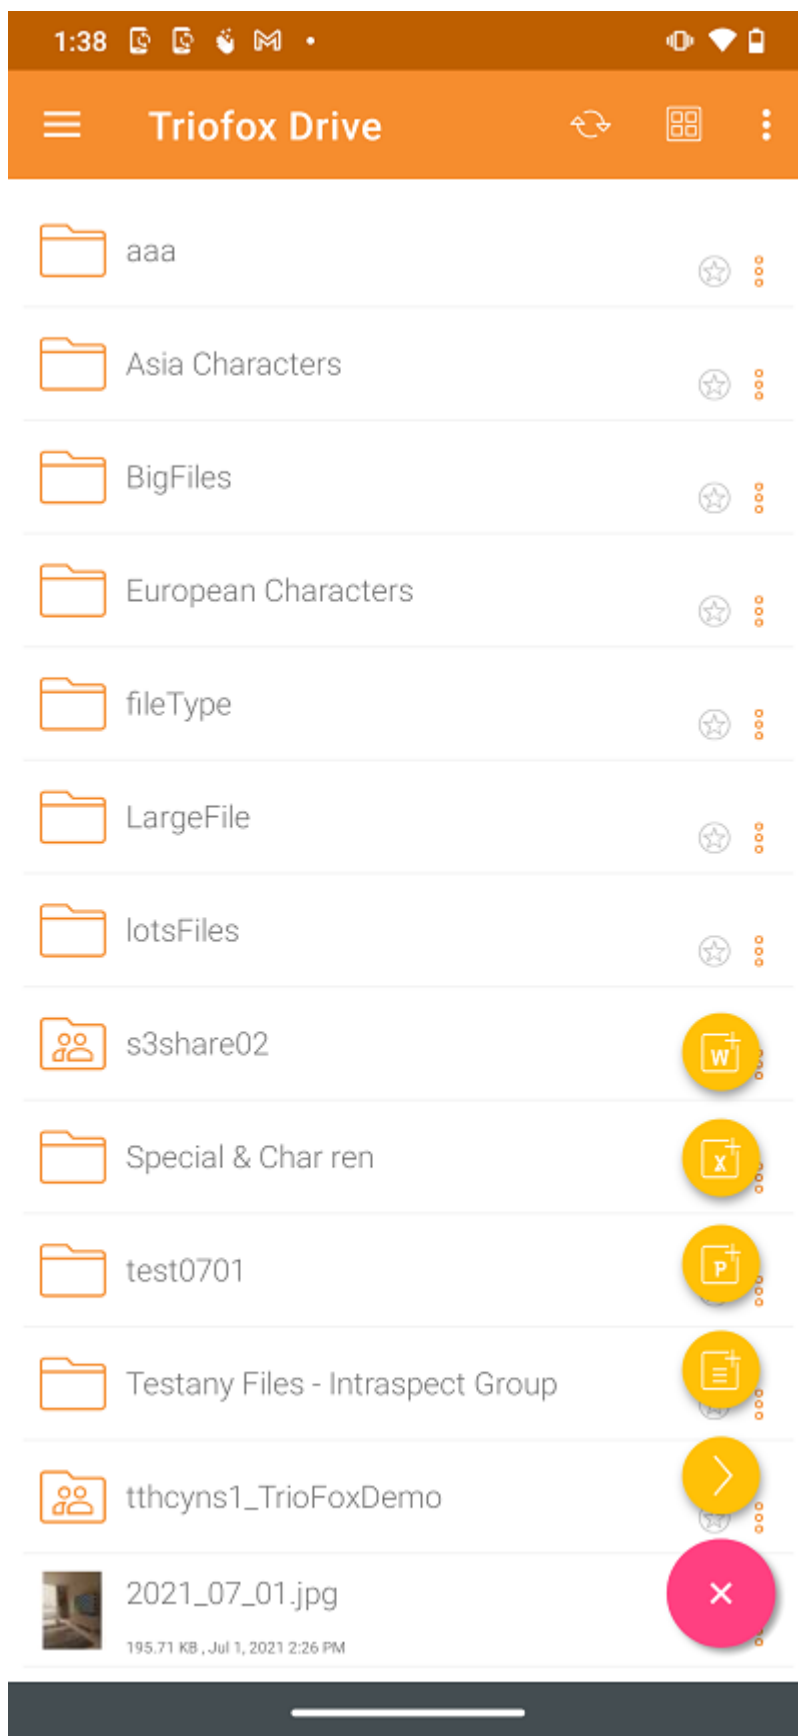 1:38
Triofox Drive
aaa
Asia Characters
BigFiles
European Characters
fileType
LargeFile
lotsFiles
s3share02
W
Special & Char ren
X
test0701
P
Testany Files - Intraspect Group
tthcyns1_TrioFoxDemo
2021_07_01.jpg
195.71 KB , Jul 1, 2021 2:26 PM